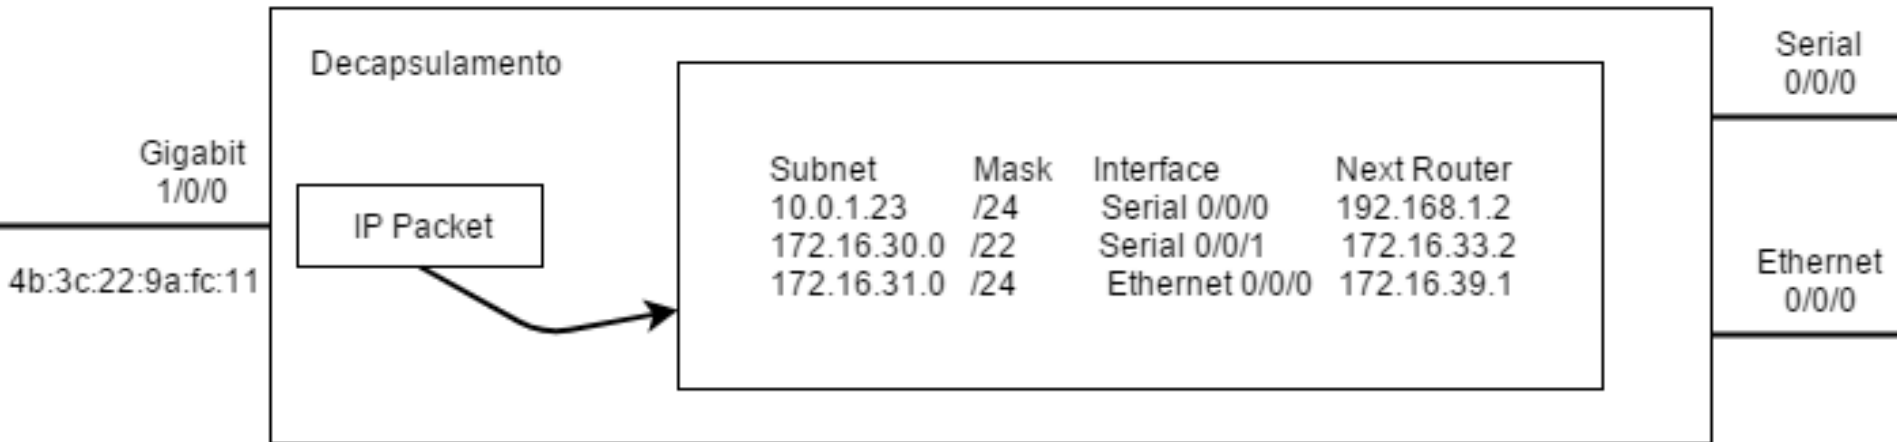 Decapsulamento
Gigabit
1/0/0
4b:3c:22:9a:fc:11
IP Packet
Subnet Mask Interface Next Router
10.0.1.23 /24 Serial 0/0/0 192.168.1.2
172.16.30.0 /22 Serial 0/0/1 172.16.33.2
172.16.31.0 /24 Ethernet 0/0/0 172.16.39.1
Serial
0/0/0
Ethernet
0/0/0